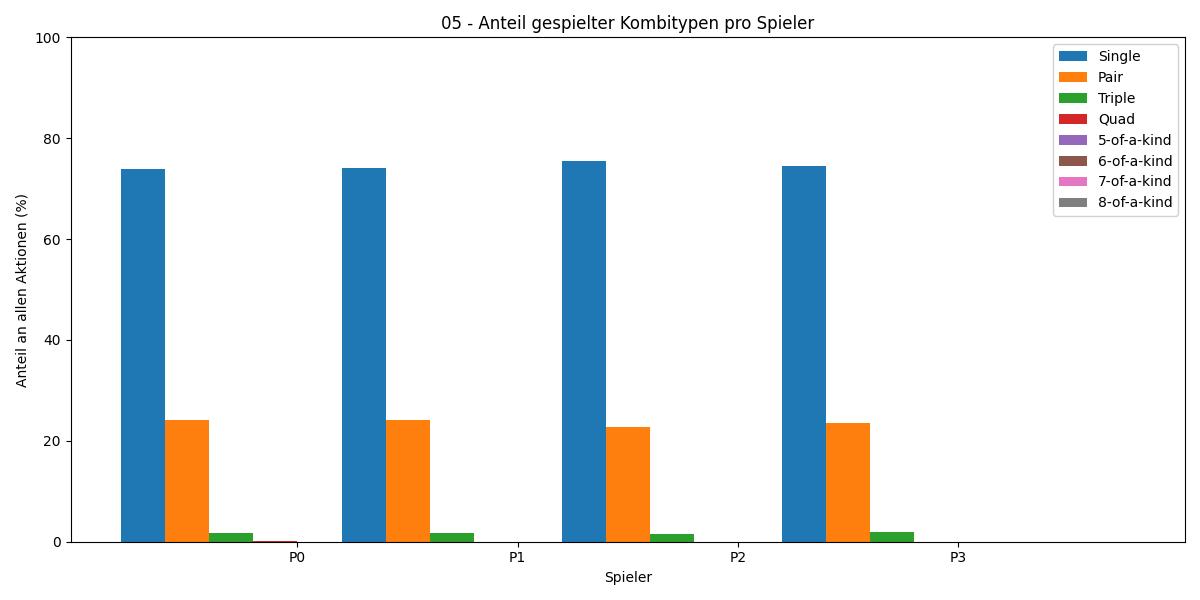 05 - Anteil gespielter Kombitypen pro Spieler
100
80
60
40
20
0
Anteil an allen Aktionen (%)
Single
Pair
Triple
Quad
5-of-a-kind
6-of-a-kind
7-of-a-kind
8-of-a-kind
P0 P1 P2 P3
Spieler